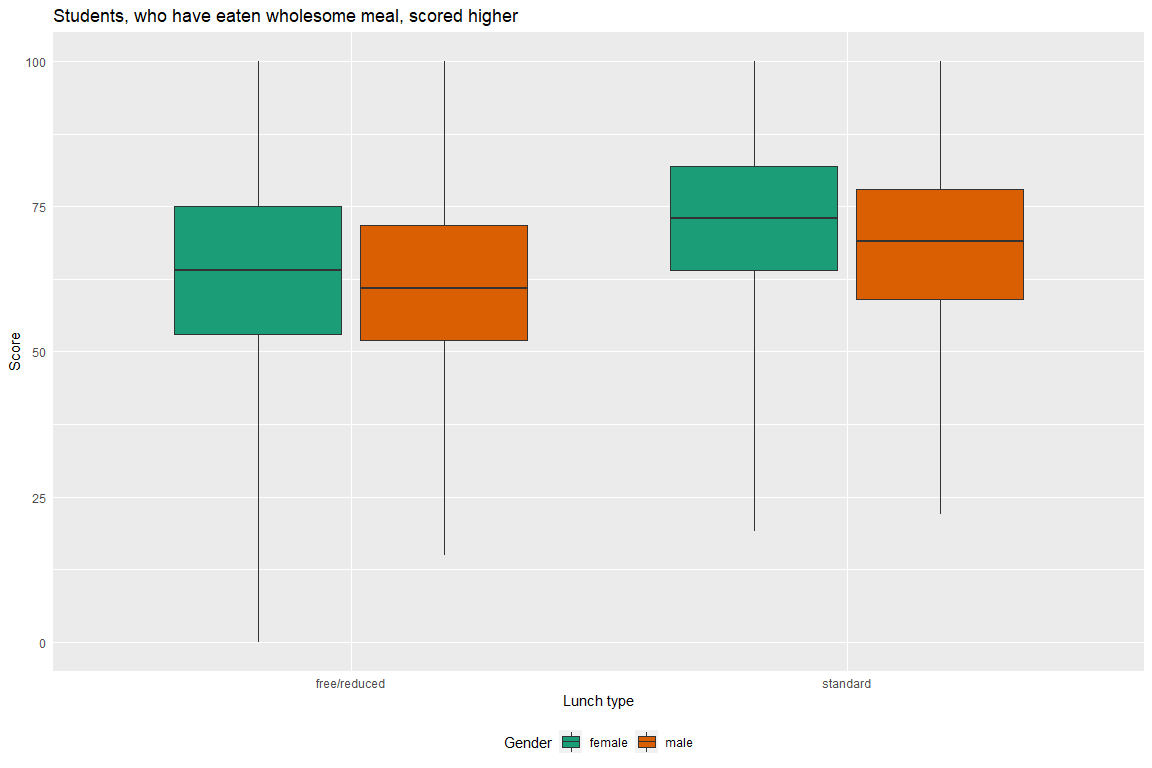 Students, who have eaten wholesome meal, scored higher
100
75
50
25
0
Score
free/reduced
standard
Lunch type
Gender female male